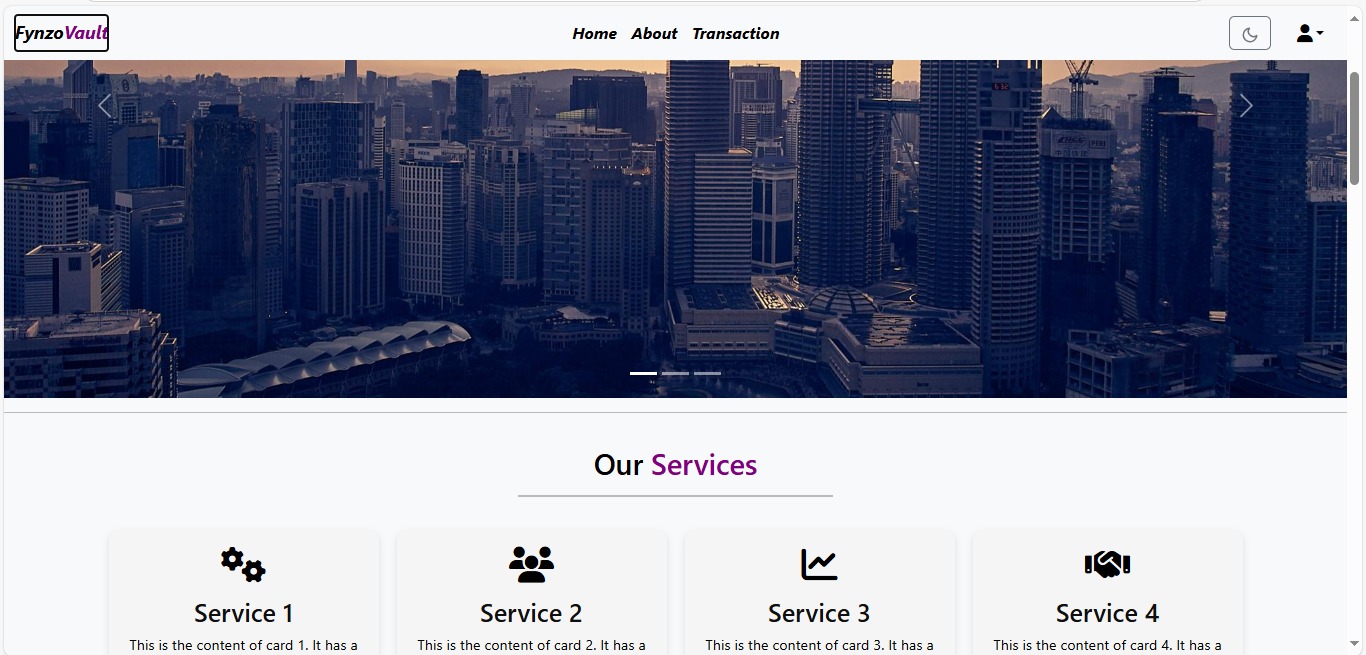 FynzoVault
Home About Transaction
Our Services
Service 1
This is the content of card 1. It has a
Service 2
This is the content of card 2. It has a
Service 3
This is the content of card 3. It has a
Service 4
This is the content of card 4. It has a